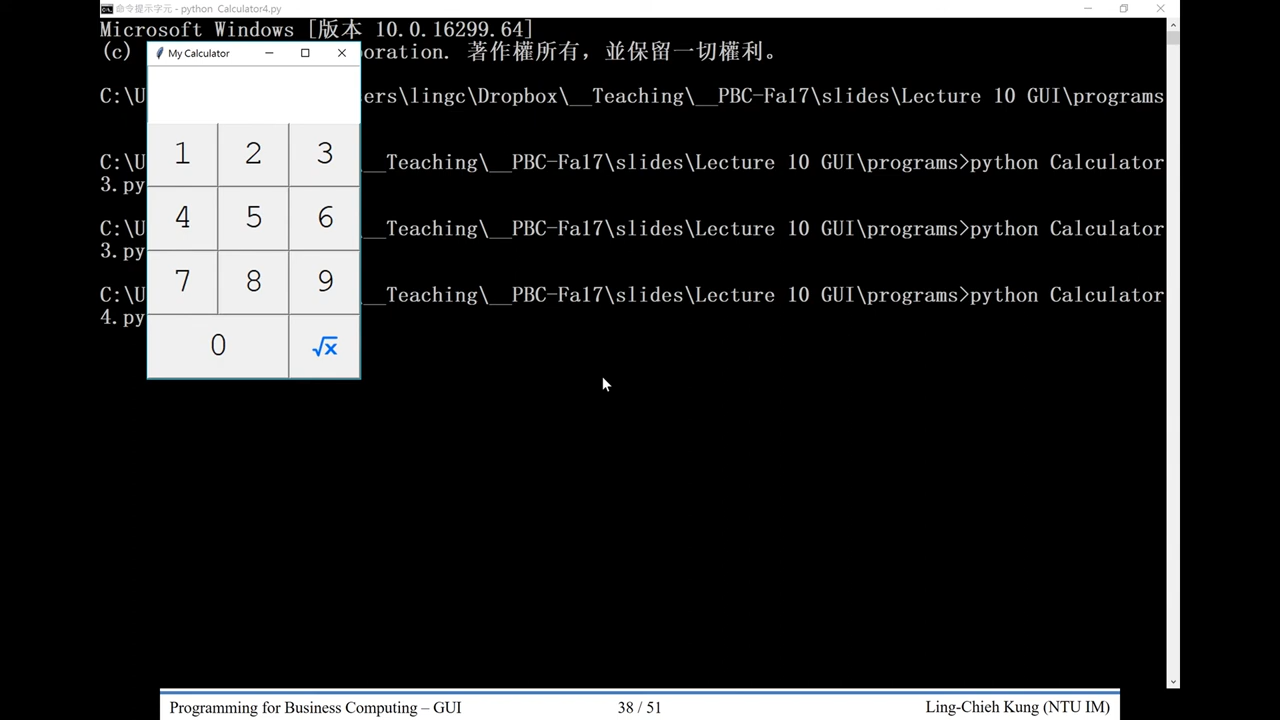 命令提示字元 - python Calculator4.py
Microsoft Windows [版本 10.0.16299.64]
(c) oration. 著作權所有，並保留一切權利。
My Calculator
C:\U ers\lingc\Dropbox\__Teaching\__PBC-Fa17\slides\Lecture 10 GUI\programs
1 2 3
C:\U __Teaching\__PBC-Fa17\slides\Lecture 10 GUI\programs>python Calculator
3.py
4 5 6
C:\U __Teaching\__PBC-Fa17\slides\Lecture 10 GUI\programs>python Calculator
3.py
7 8 9
C:\U __Teaching\__PBC-Fa17\slides\Lecture 10 GUI\programs>python Calculator
4.py
0 √x
Programming for Business Computing – GUI
38 / 51
Ling-Chieh Kung (NTU IM)